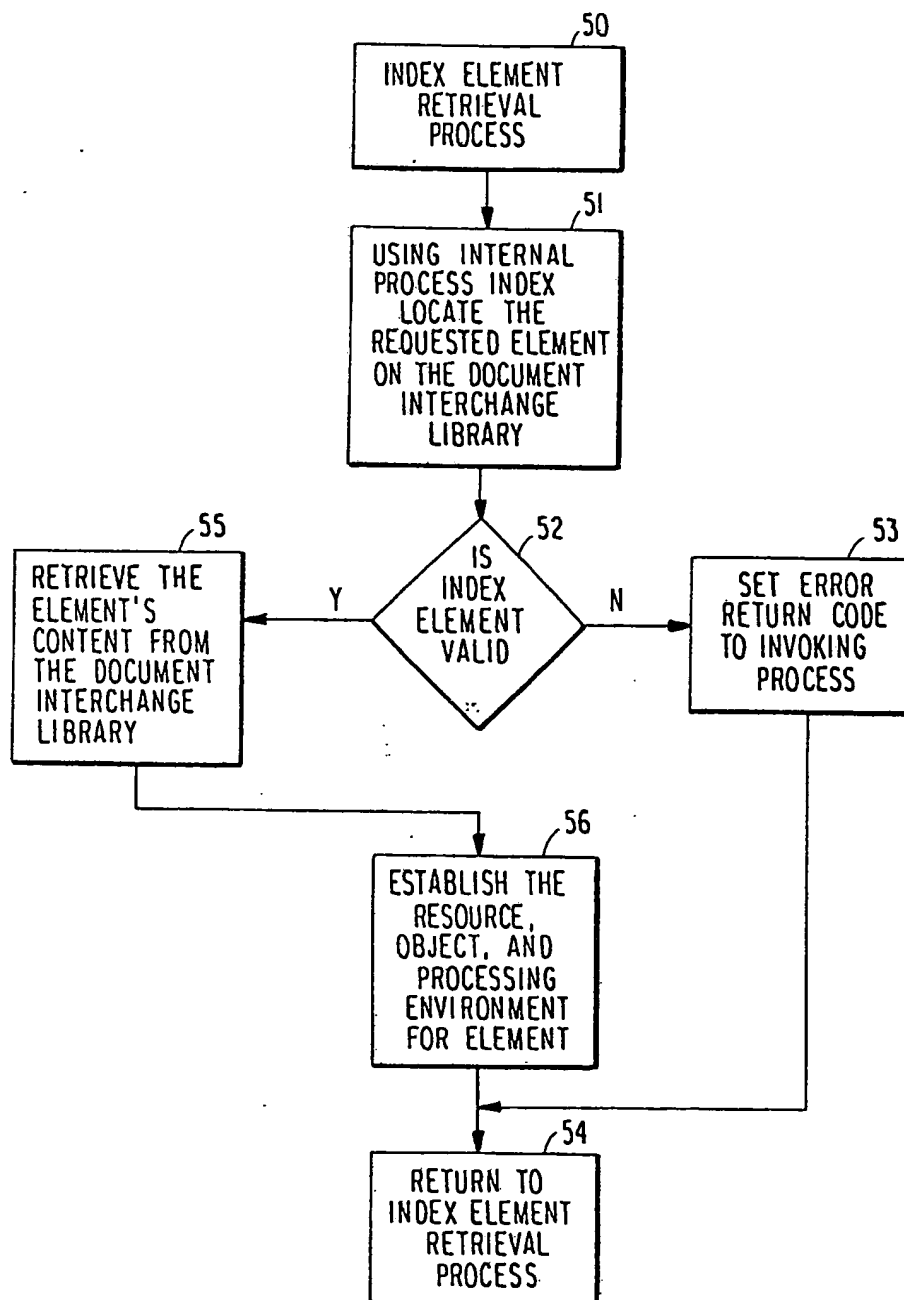 50
INDEX ELEMENT
RETRIEVAL
PROCESS
51
USING INTERNAL
PROCESS INDEX
LOCATE THE
REQUESTED ELEMENT
ON THE DOCUMENT
INTERCHANGE
LIBRARY
52
IS
INDEX
ELEMENT
VALID
Y
N
55
RETRIEVE THE
ELEMENT'S
CONTENT FROM
THE DOCUMENT
INTERCHANGE
LIBRARY
53
SET ERROR
RETURN CODE
TO INVOKING
PROCESS
56
ESTABLISH THE
RESOURCE,
OBJECT, AND
PROCESSING
ENVIRONMENT
FOR ELEMENT
54
RETURN TO
INDEX ELEMENT
RETRIEVAL
PROCESS